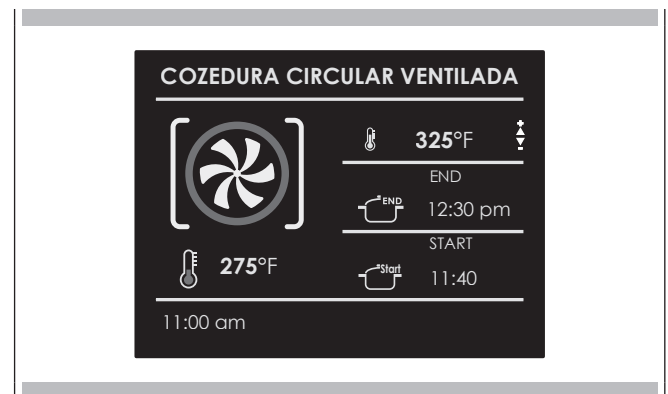 COZEDURA CIRCULAR VENTILADA
325°F
END
END
12:30 pm
START
275°F
Start
11:40
11:00 am